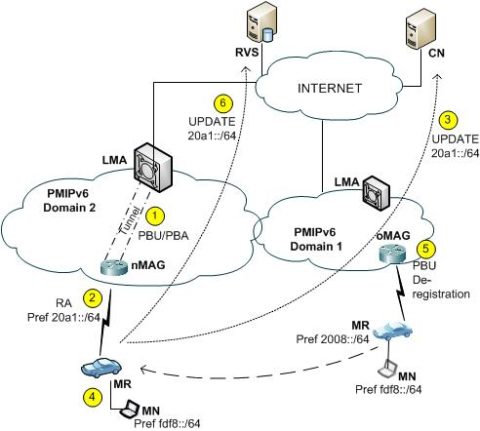 RVS
CN
INTERNET
6
UPDATE
20a1::/64
3
UPDATE
20a1::/64
LMA
PMIPv6
Domain 2
Tunnel
1
PBU/PBA
nMAG
LMA
PMIPv6
Domain 1
oMAG
5
PBU
De-
registration
RA
2
Pref 20a1::/64
MR
Pref 2008::/64
MN
Pref fdf8::/64
4
MR
MN
Pref fdf8::/64